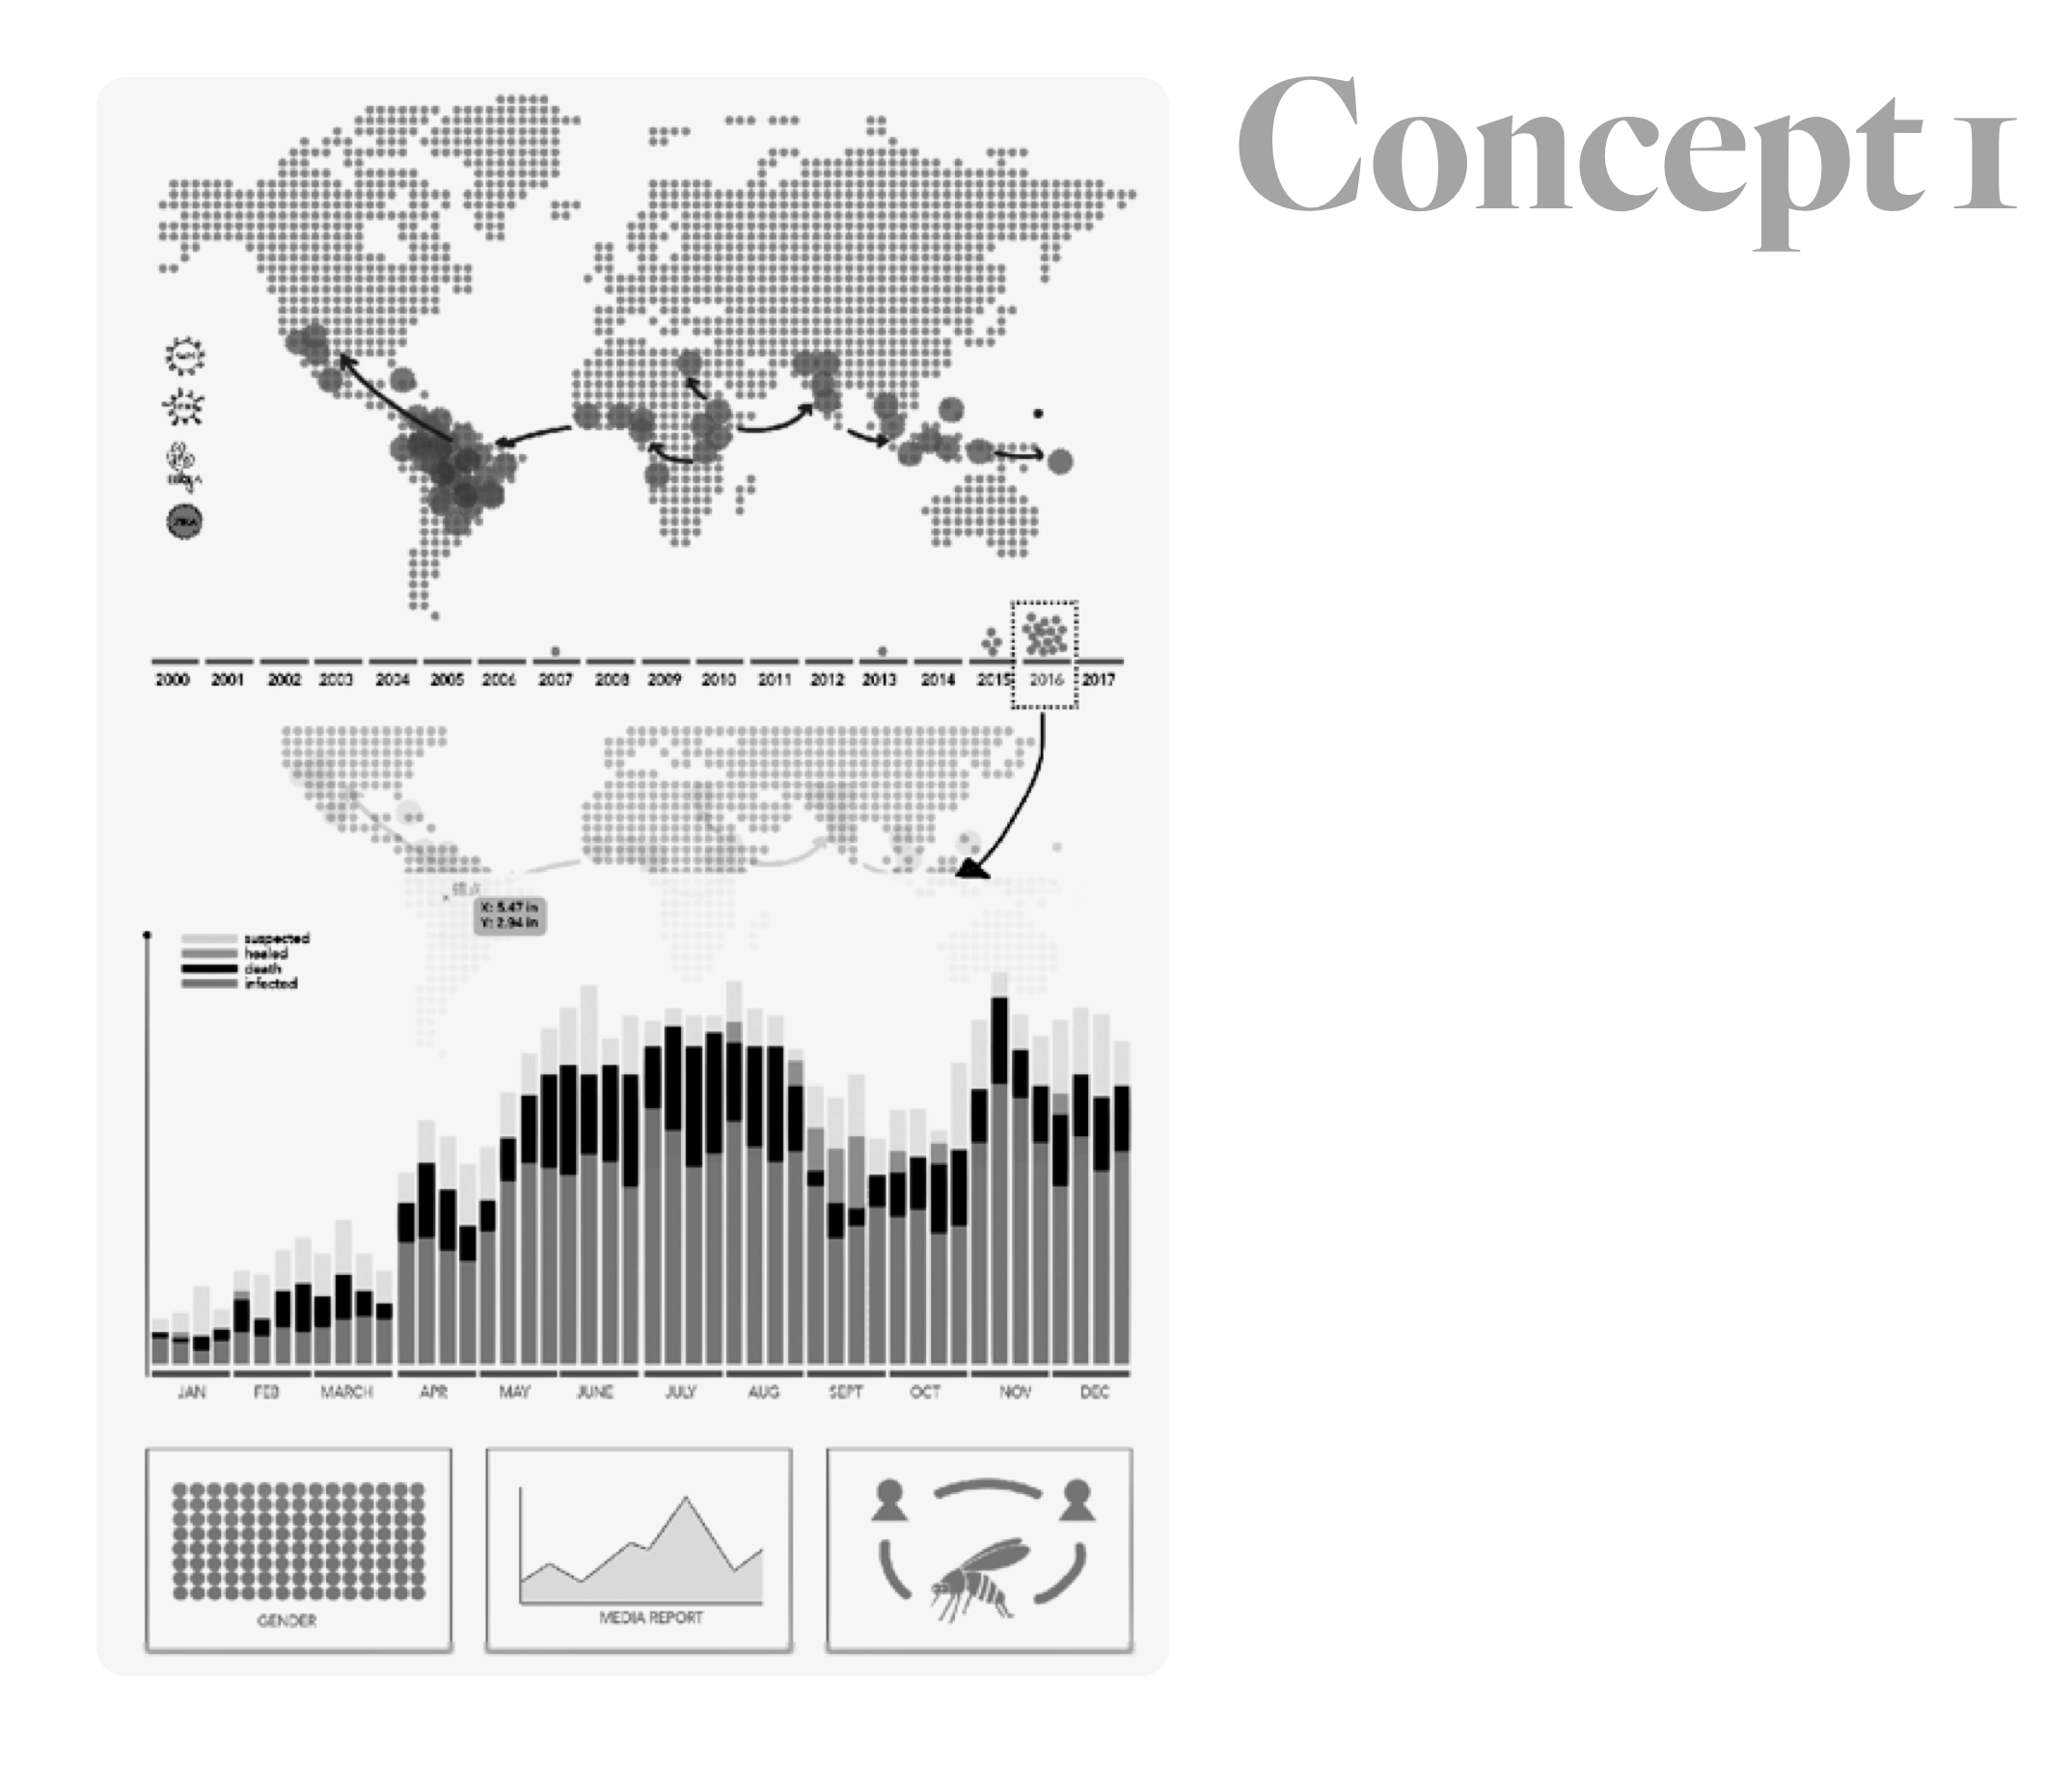 Concept 1
ZIKA
2000 2001 2002 2003 2004 2005 2006 2007 2008 2009 2010 2011 2012 2013 2014 2015 2016 2017
锚点
X: 5.47 in
Y: 2.94 in
suspected
healed
death
infected
JAN FEB MARCH APR MAY JUNE JULY AUG SEPT OCT NOV DEC
GENDER
MEDIA REPORT